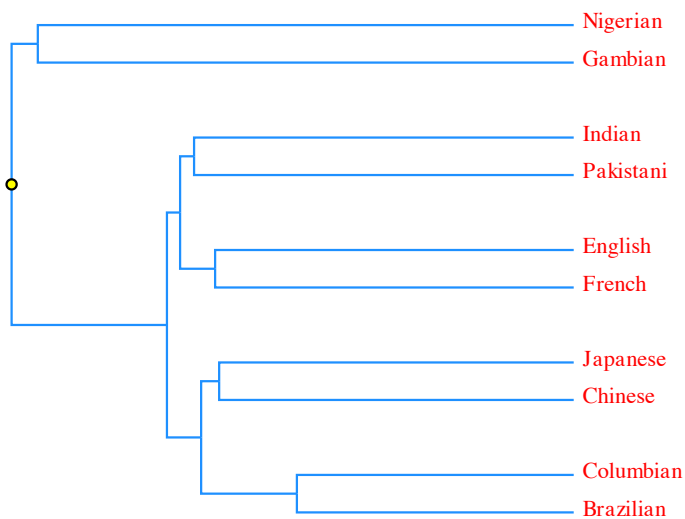 Nigerian
Gambian
Indian
Pakistani
English
French
Japanese
Chinese
Columbian
Brazilian